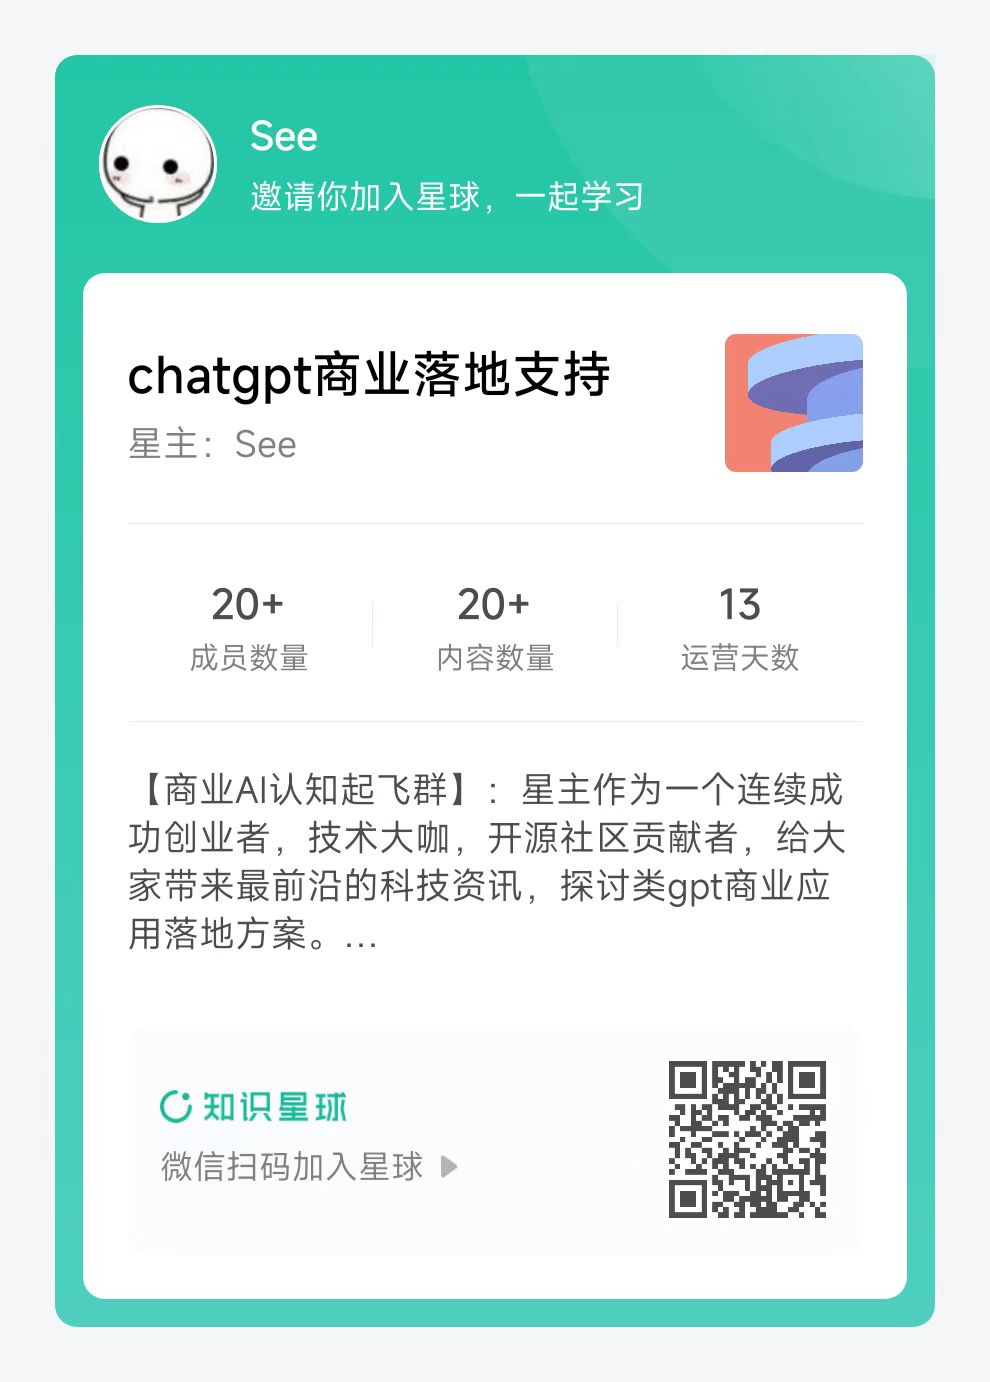 See
邀请你加入星球，一起学习
chatgpt商业落地支持
星主：See
20+
20+
13
成员数量
内容数量
运营天数
【商业AI认知起飞群】：星主作为一个连续成
功创业者，技术大咖，开源社区贡献者，给大
家带来最前沿的科技资讯，探讨类gpt商业应
用落地方案。...
知识星球
微信扫码加入星球